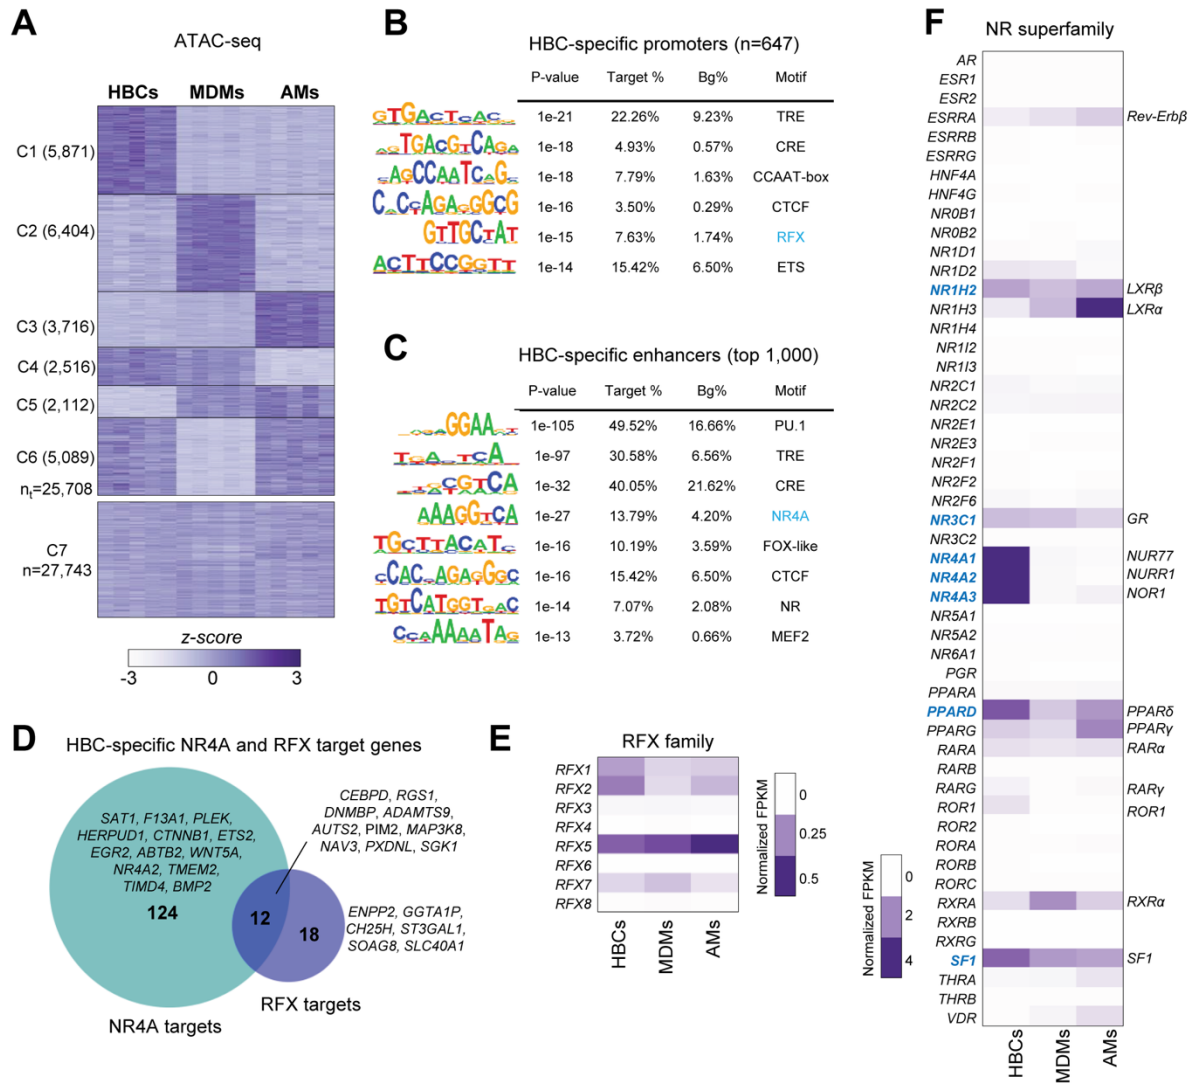 A
ATAC-seq
HBCs MDMs AMs
C1 (5,871)
C2 (6,404)
C3 (3,716)
C4 (2,516)
C5 (2,112)
C6 (5,089)
nt=25,708
C7
n=27,743
z-score
-3 0 3
B
HBC-specific promoters (n=647)
P-value Target % Bg% Motif
GTGACTCAC 1e-21 22.26% 9.23% TRE
TGACGTCAGA 1e-18 4.93% 0.57% CRE
AGCCAATCAG 1e-18 7.79% 1.63% CCAAT-box
CACCAGAGGGCG 1e-16 3.50% 0.29% CTCF
GTTGCTAT 1e-15 7.63% 1.74% RFX
ACTTCCGGTT 1e-14 15.42% 6.50% ETS
C
HBC-specific enhancers (top 1,000)
P-value Target % Bg% Motif
GGAA 1e-105 49.52% 16.66% PU.1
TGACTCA 1e-97 30.58% 6.56% TRE
CGTCA 1e-32 40.05% 21.62% CRE
AAAGGTCA 1e-27 13.79% 4.20% NR4A
TGCTTACATC 1e-16 10.19% 3.59% FOX-like
CCACCAGAGGGC 1e-16 15.42% 6.50% CTCF
TGTCATGGTGAC 1e-14 7.07% 2.08% NR
CCAAAAATAG 1e-13 3.72% 0.66% MEF2
D
HBC-specific NR4A and RFX target genes
SAT1, F13A1, PLEK,
HERPUD1, CTNNB1, ETS2,
EGR2, ABTB2, WNT5A,
NR4A2, TMEM2,
TIMD4, BMP2
124
CEBPD, RGS1,
DNMBP, ADAMTS9,
AUTS2, PIM2, MAP3K8,
NAV3, PXDNL, SGK1
12
18
ENPP2, GGTA1P,
CH25H, ST3GAL1,
SOAG8, SLC40A1
NR4A targets
RFX targets
E
RFX family
RFX1
RFX2
RFX3
RFX4
RFX5
RFX6
RFX7
RFX8
HBCs
MDMs
AMs
Normalized FPKM
0
0.25
0.5
F
NR superfamily
AR
ESR1
ESR2
ESRRA Rev-Erbβ
ESRRB
ESRRG
HNF4A
HNF4G
NR0B1
NR0B2
NR1D1
NR1D2
NR1H2 LXRβ
NR1H3 LXRα
NR1H4
NR1I2
NR1I3
NR2C1
NR2C2
NR2E1
NR2E3
NR2F1
NR2F2
NR2F6
NR3C1 GR
NR3C2
NR4A1 NUR77
NR4A2 NURR1
NR4A3 NOR1
NR5A1
NR5A2
NR6A1
PGR
PPARA
PPARD PPARδ
PPARG PPARγ
RARA RARα
RARB
RARG RARγ
ROR1 ROR1
ROR2
RORA
RORB
RORC
RXRA RXRα
RXRB
RXRG
SF1 SF1
THRA
THRB
VDR
HBCs
MDMs
AMs
Normalized FPKM
0
2
4